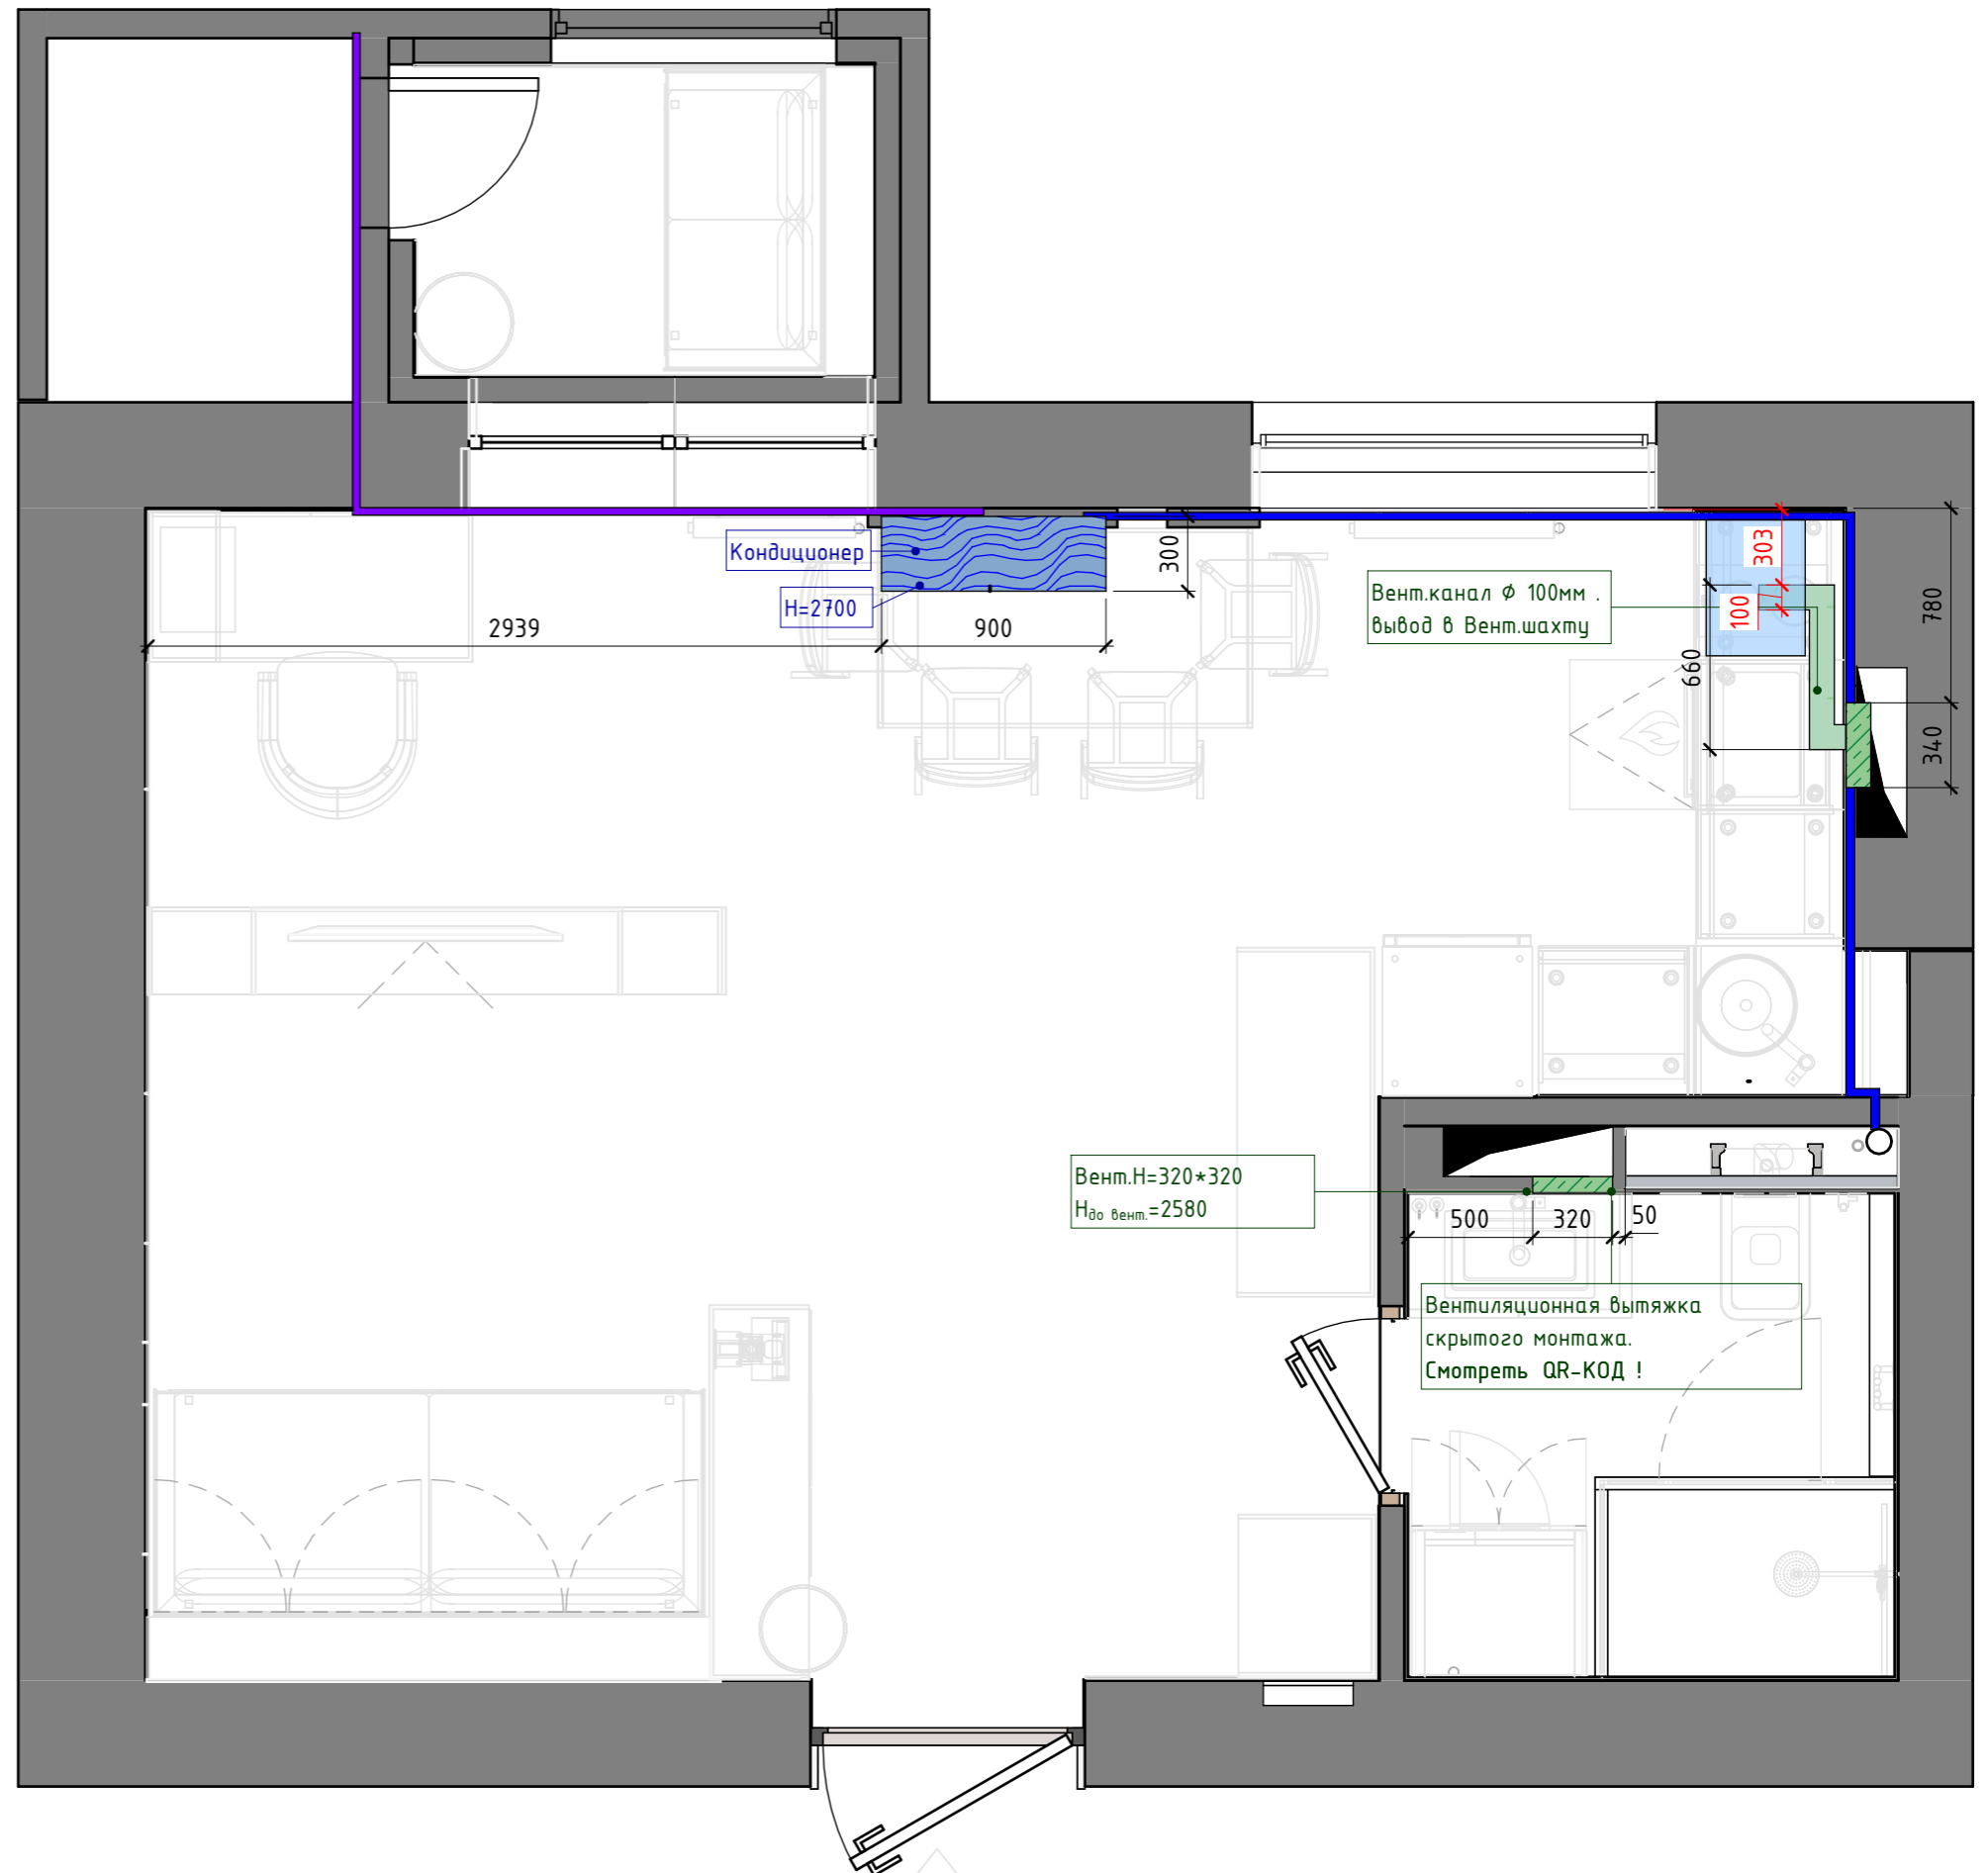 Кондиционер
H=2700
2939
900
300
Вент.канал Ф 100мм .
вывод в Вент.шахту
303
100
660
780
340
Вент.H=320*320
Hдо вент.=2580
500
320
50
Вентиляционная вытяжка
скрытого монтажа.
Смотреть QR-КОД !